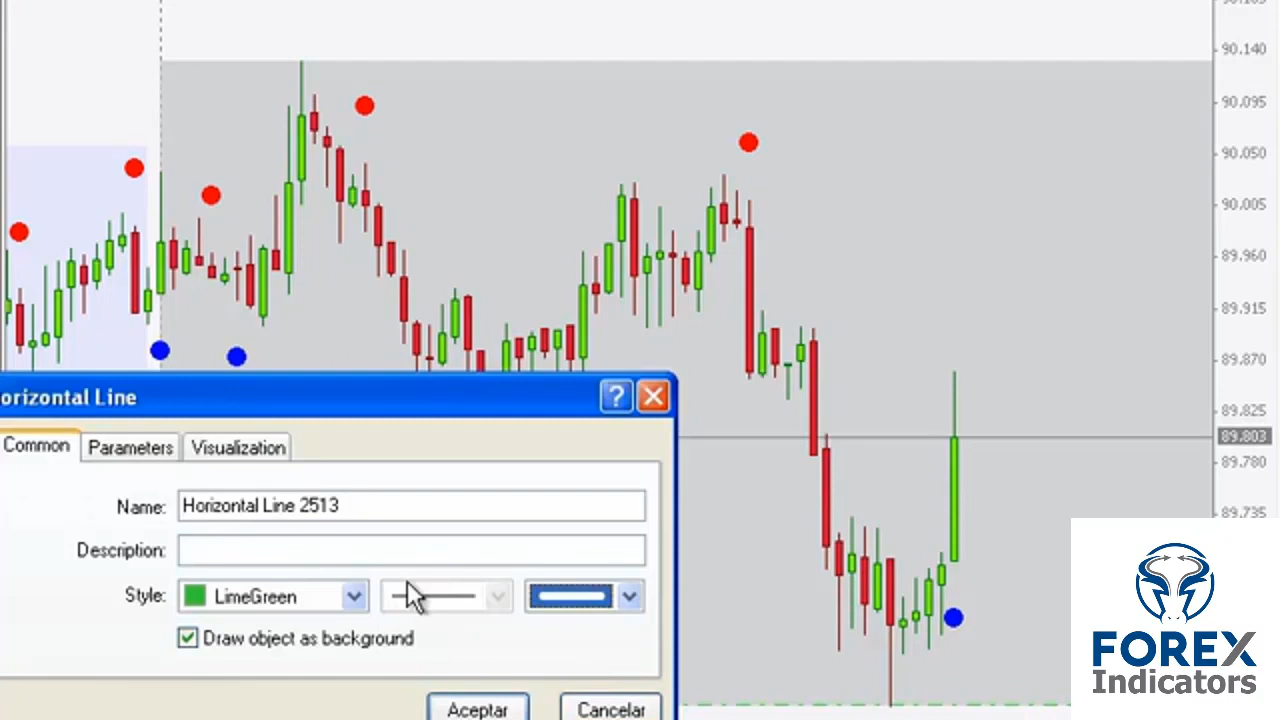 90.140
90.095
90.050
90.005
89.960
89.915
89.870
89.825
89.803
89.780
89.735
orizontal Line
?
Common
Parameters
Visualization
Name:
Horizontal Line 2513
Description:
Style:
LimeGreen
Draw object as background
Aceptar
Cancelar
FOREX
Indicators